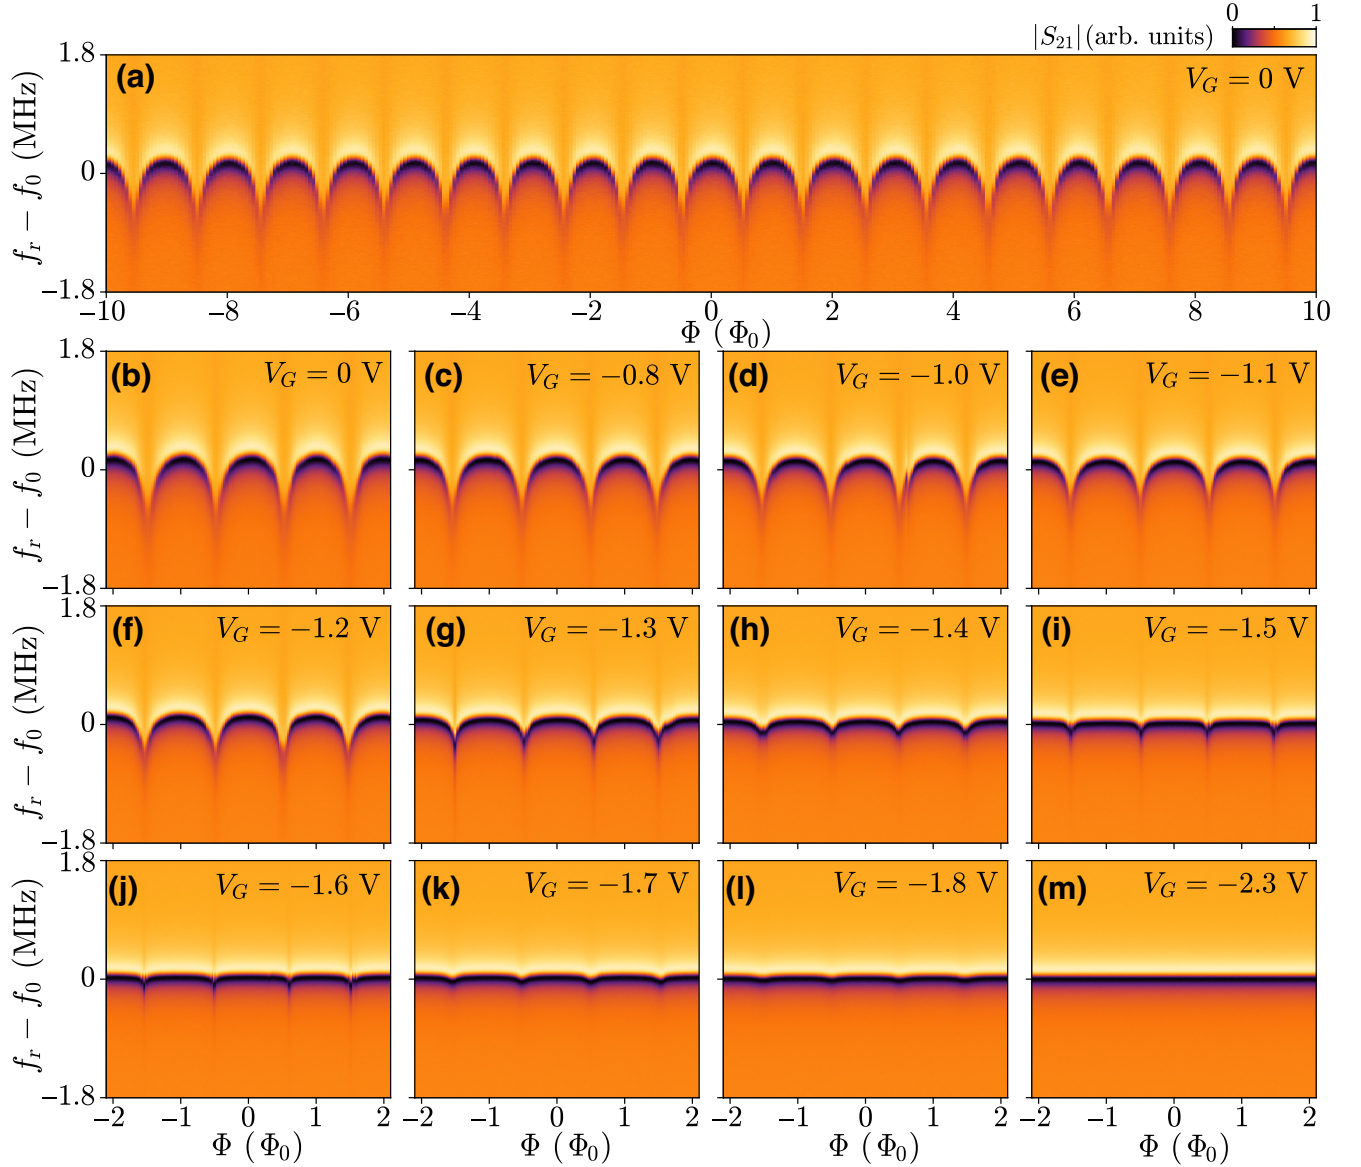 0 1
|S21| (arb. units)
(a) VG = 0 V
1.8
0
−1.8
fr − f0 (MHz)
−10 −8 −6 −4 −2 0 2 4 6 8 10
Φ (Φ0)
(b) VG = 0 V
(c) VG = −0.8 V
(d) VG = −1.0 V
(e) VG = −1.1 V
1.8
0
−1.8
fr − f0 (MHz)
(f) VG = −1.2 V
(g) VG = −1.3 V
(h) VG = −1.4 V
(i) VG = −1.5 V
1.8
0
−1.8
fr − f0 (MHz)
(j) VG = −1.6 V
(k) VG = −1.7 V
(l) VG = −1.8 V
(m) VG = −2.3 V
1.8
0
−1.8
fr − f0 (MHz)
−2 −1 0 1 2
−2 −1 0 1 2
−2 −1 0 1 2
−2 −1 0 1 2
Φ (Φ0)
Φ (Φ0)
Φ (Φ0)
Φ (Φ0)